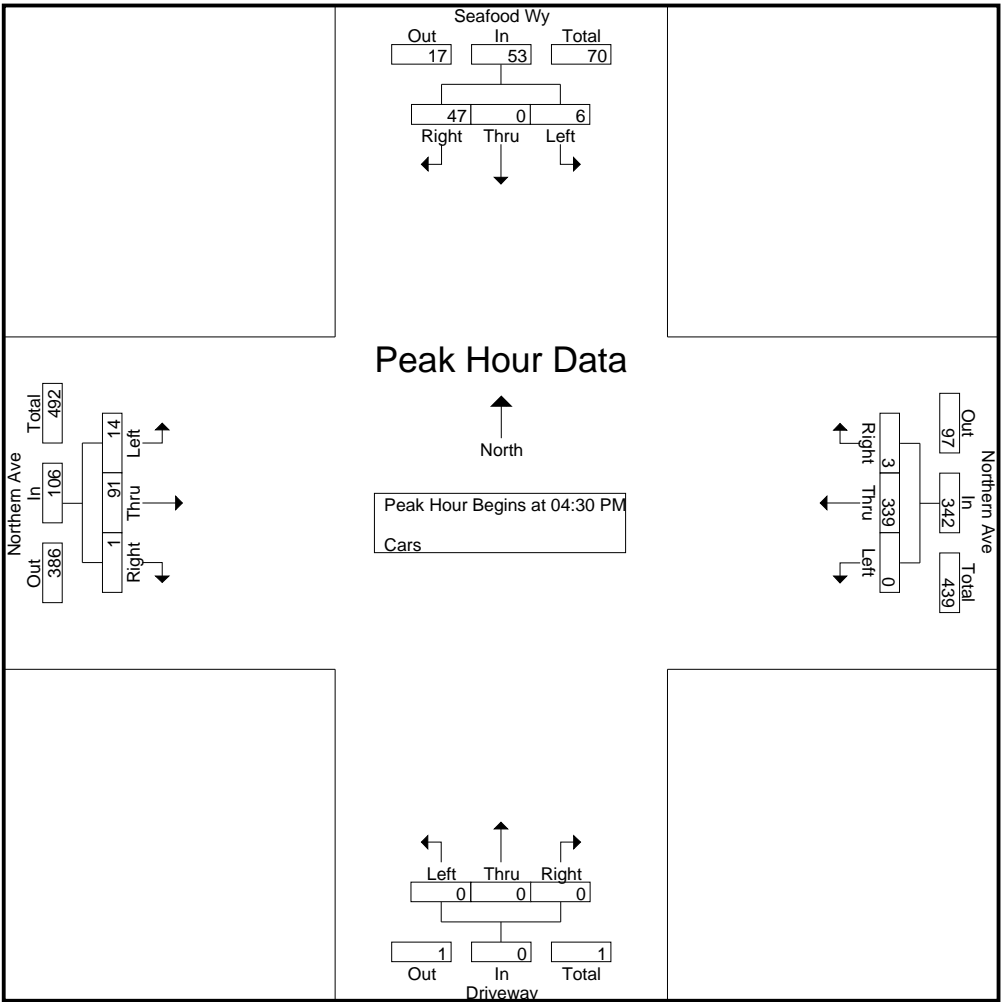 Seafood Wy
Out In Total
17 53 70
47 0 6
Right Thru Left
Peak Hour Data
North
Peak Hour Begins at 04:30 PM
Cars
Northern Ave
Out In Total
386 106 492
14 91 1
Left Thru Right
Northern Ave
Out In Total
97 342 439
3 339 0
Right Thru Left
Left Thru Right
0 0 0
1 0 1
Out In Total
Driveway